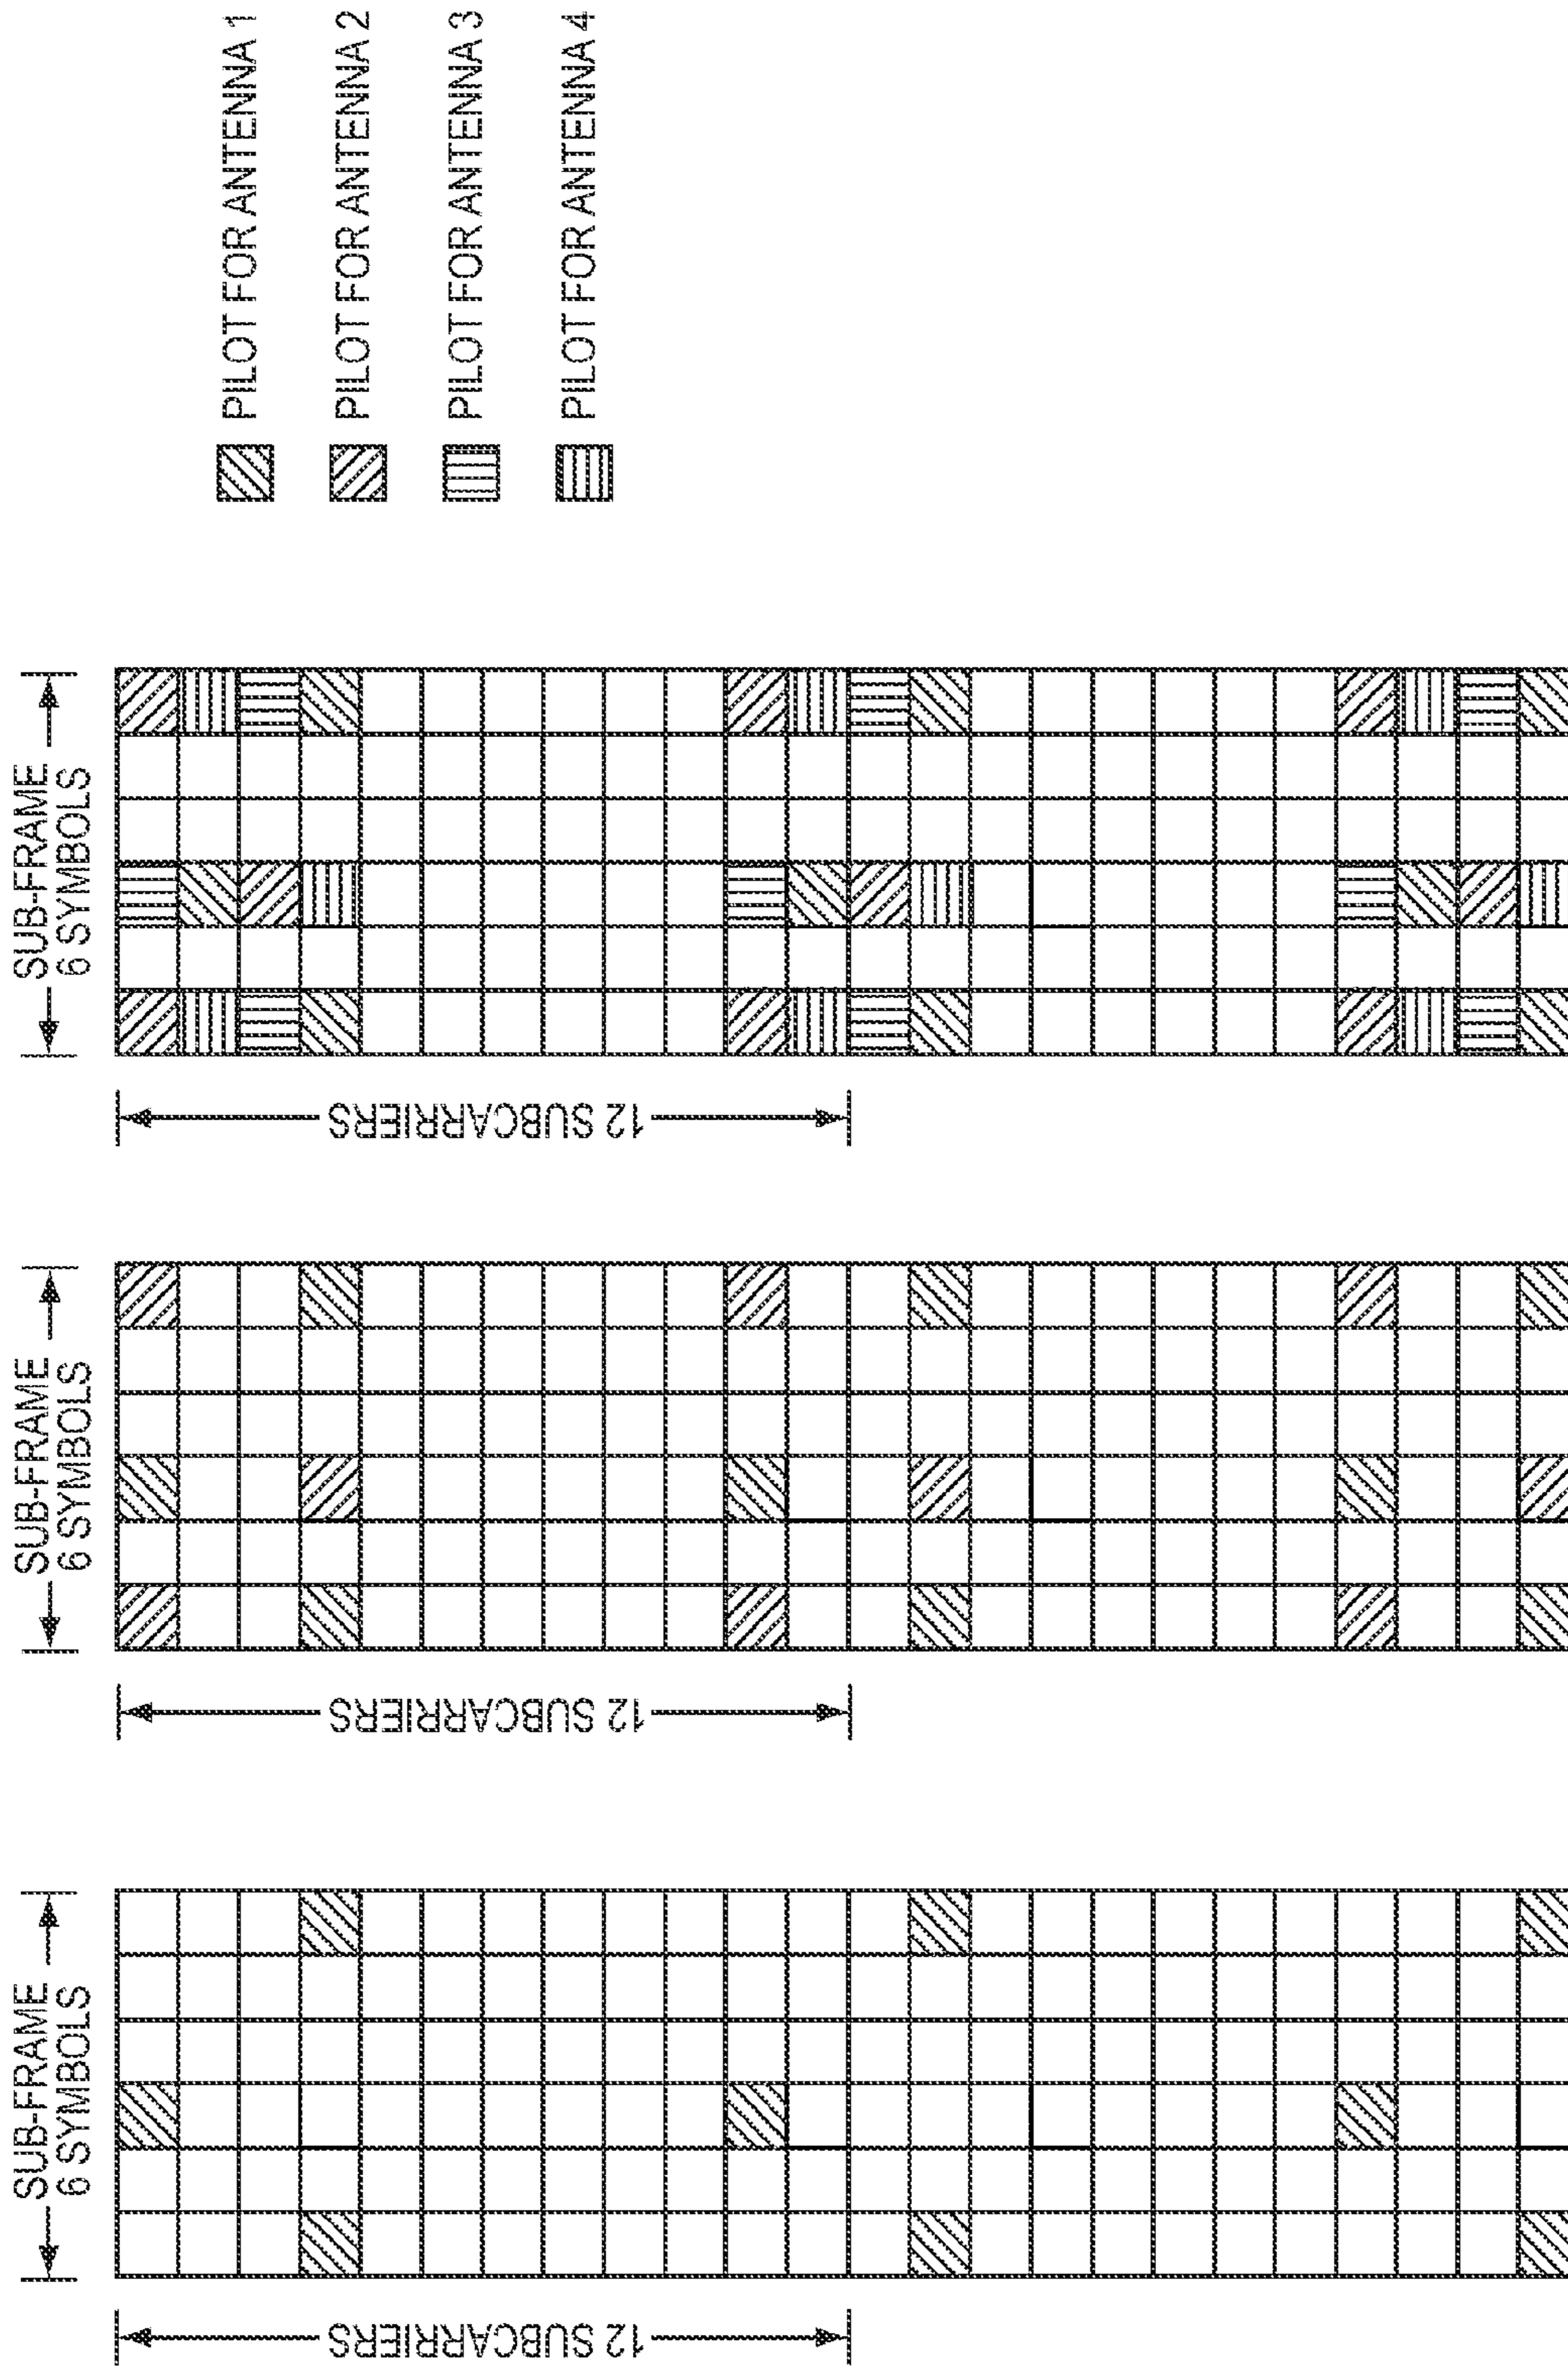 SUB-FRAME
6 SYMBOLS
12 SUBCARRIERS
SUB-FRAME
6 SYMBOLS
12 SUBCARRIERS
SUB-FRAME
6 SYMBOLS
12 SUBCARRIERS
PILOT FOR ANTENNA 1
PILOT FOR ANTENNA 2
PILOT FOR ANTENNA 3
PILOT FOR ANTENNA 4